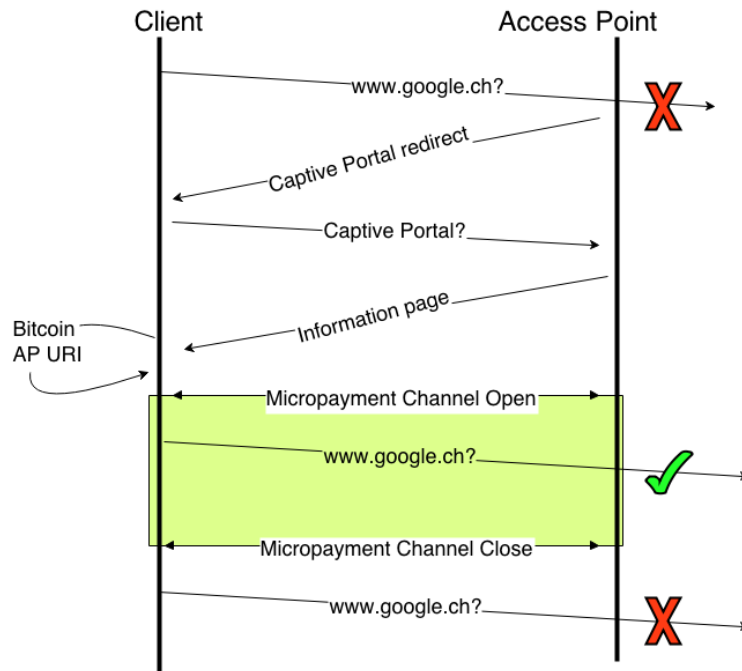 Client
Access Point
www.google.ch?
Captive Portal redirect
Captive Portal?
Information page
Bitcoin
AP URI
Micropayment Channel Open
www.google.ch?
Micropayment Channel Close
www.google.ch?